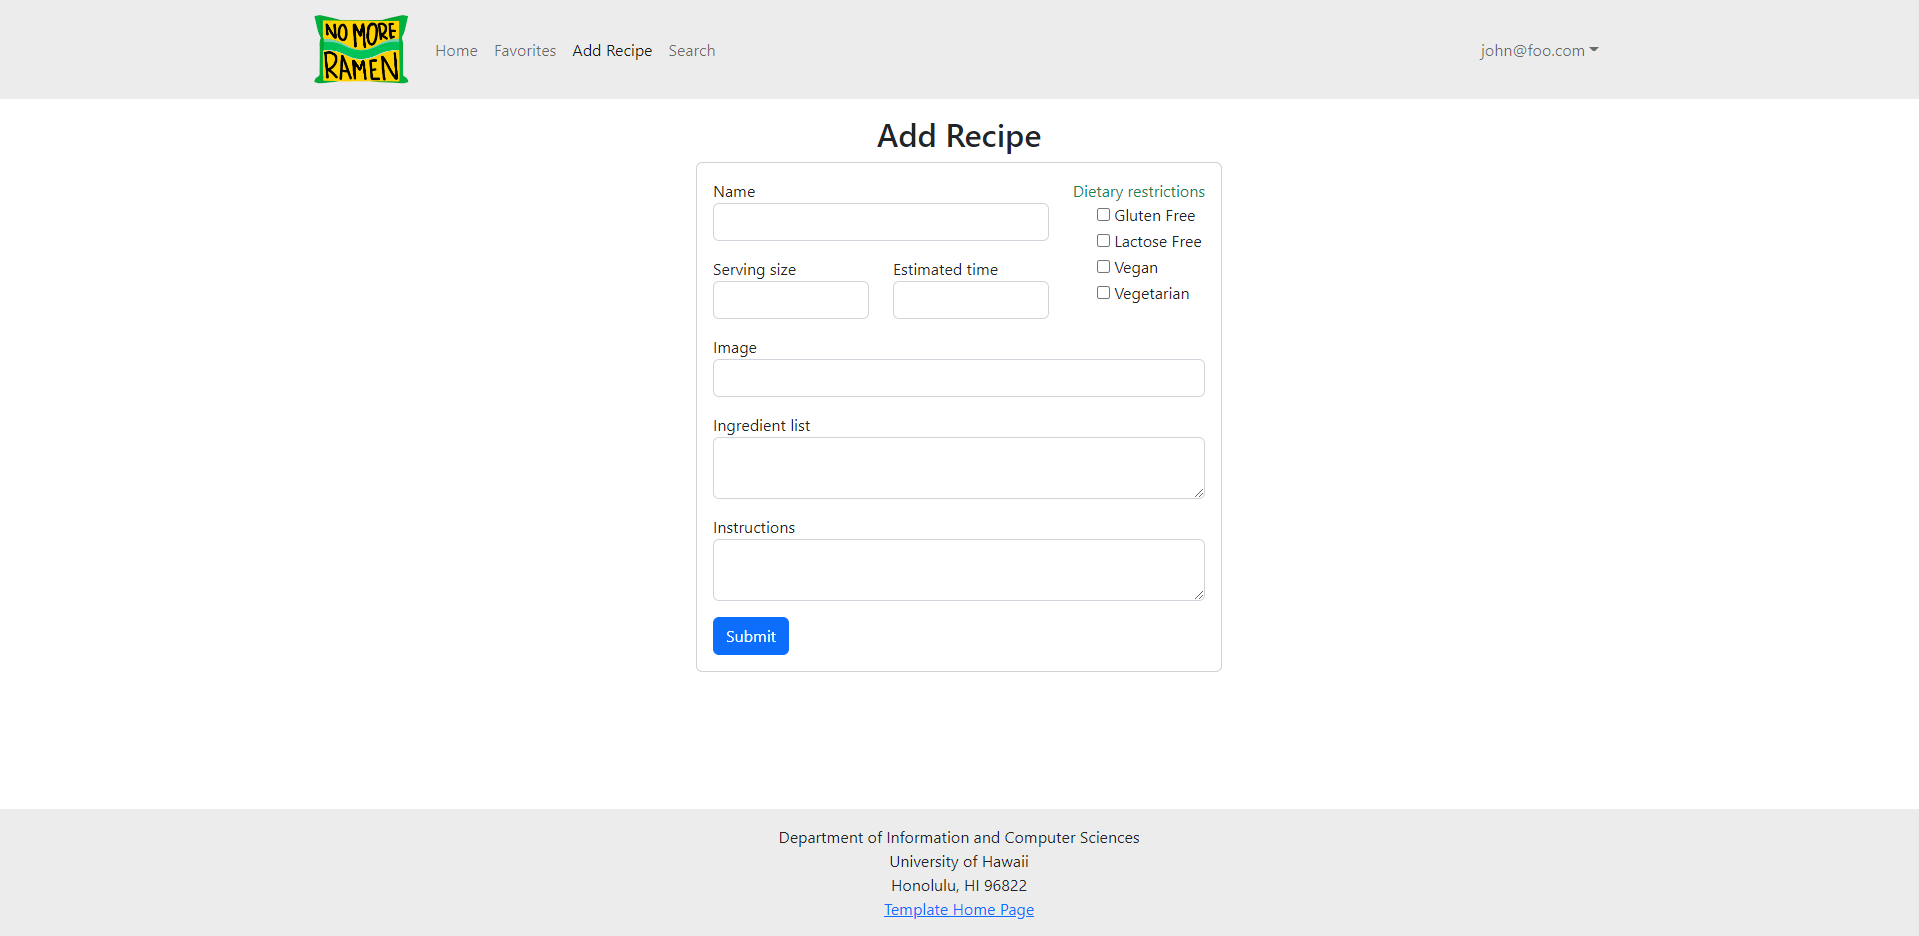 NO MORE
RAMEN
Home Favorites Add Recipe Search john@foo.com
Add Recipe
Name
Dietary restrictions
Gluten Free
Lactose Free
Vegan
Vegetarian
Serving size Estimated time
Image
Ingredient list
Instructions
Submit
Department of Information and Computer Sciences
University of Hawaii
Honolulu, HI 96822
Template Home Page